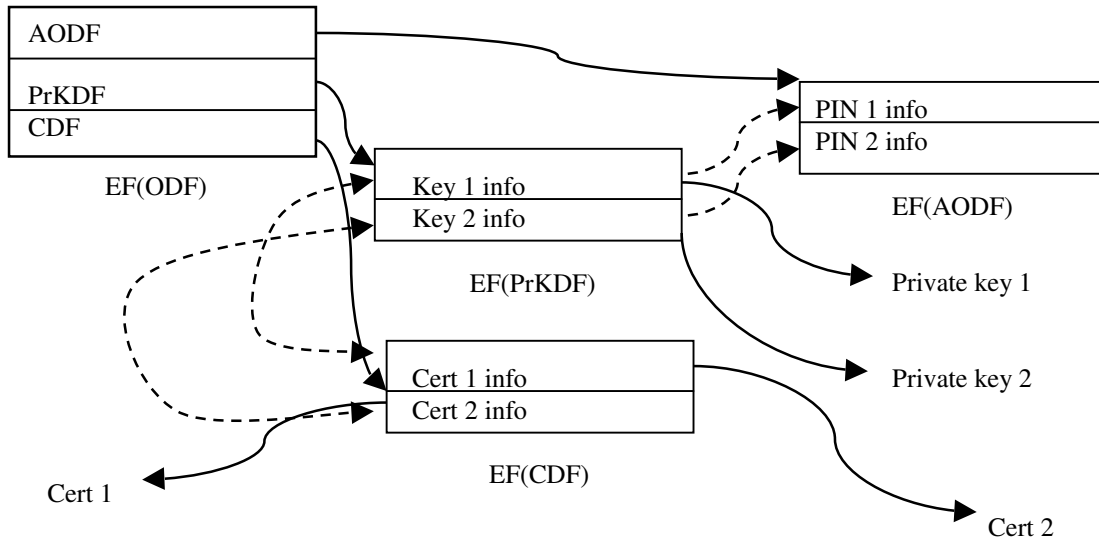 AODF
PrKDF
CDF
EF(ODF)
PIN 1 info
PIN 2 info
EF(AODF)
Key 1 info
Key 2 info
EF(PrKDF)
Private key 1
Private key 2
Cert 1 info
Cert 2 info
EF(CDF)
Cert 1
Cert 2